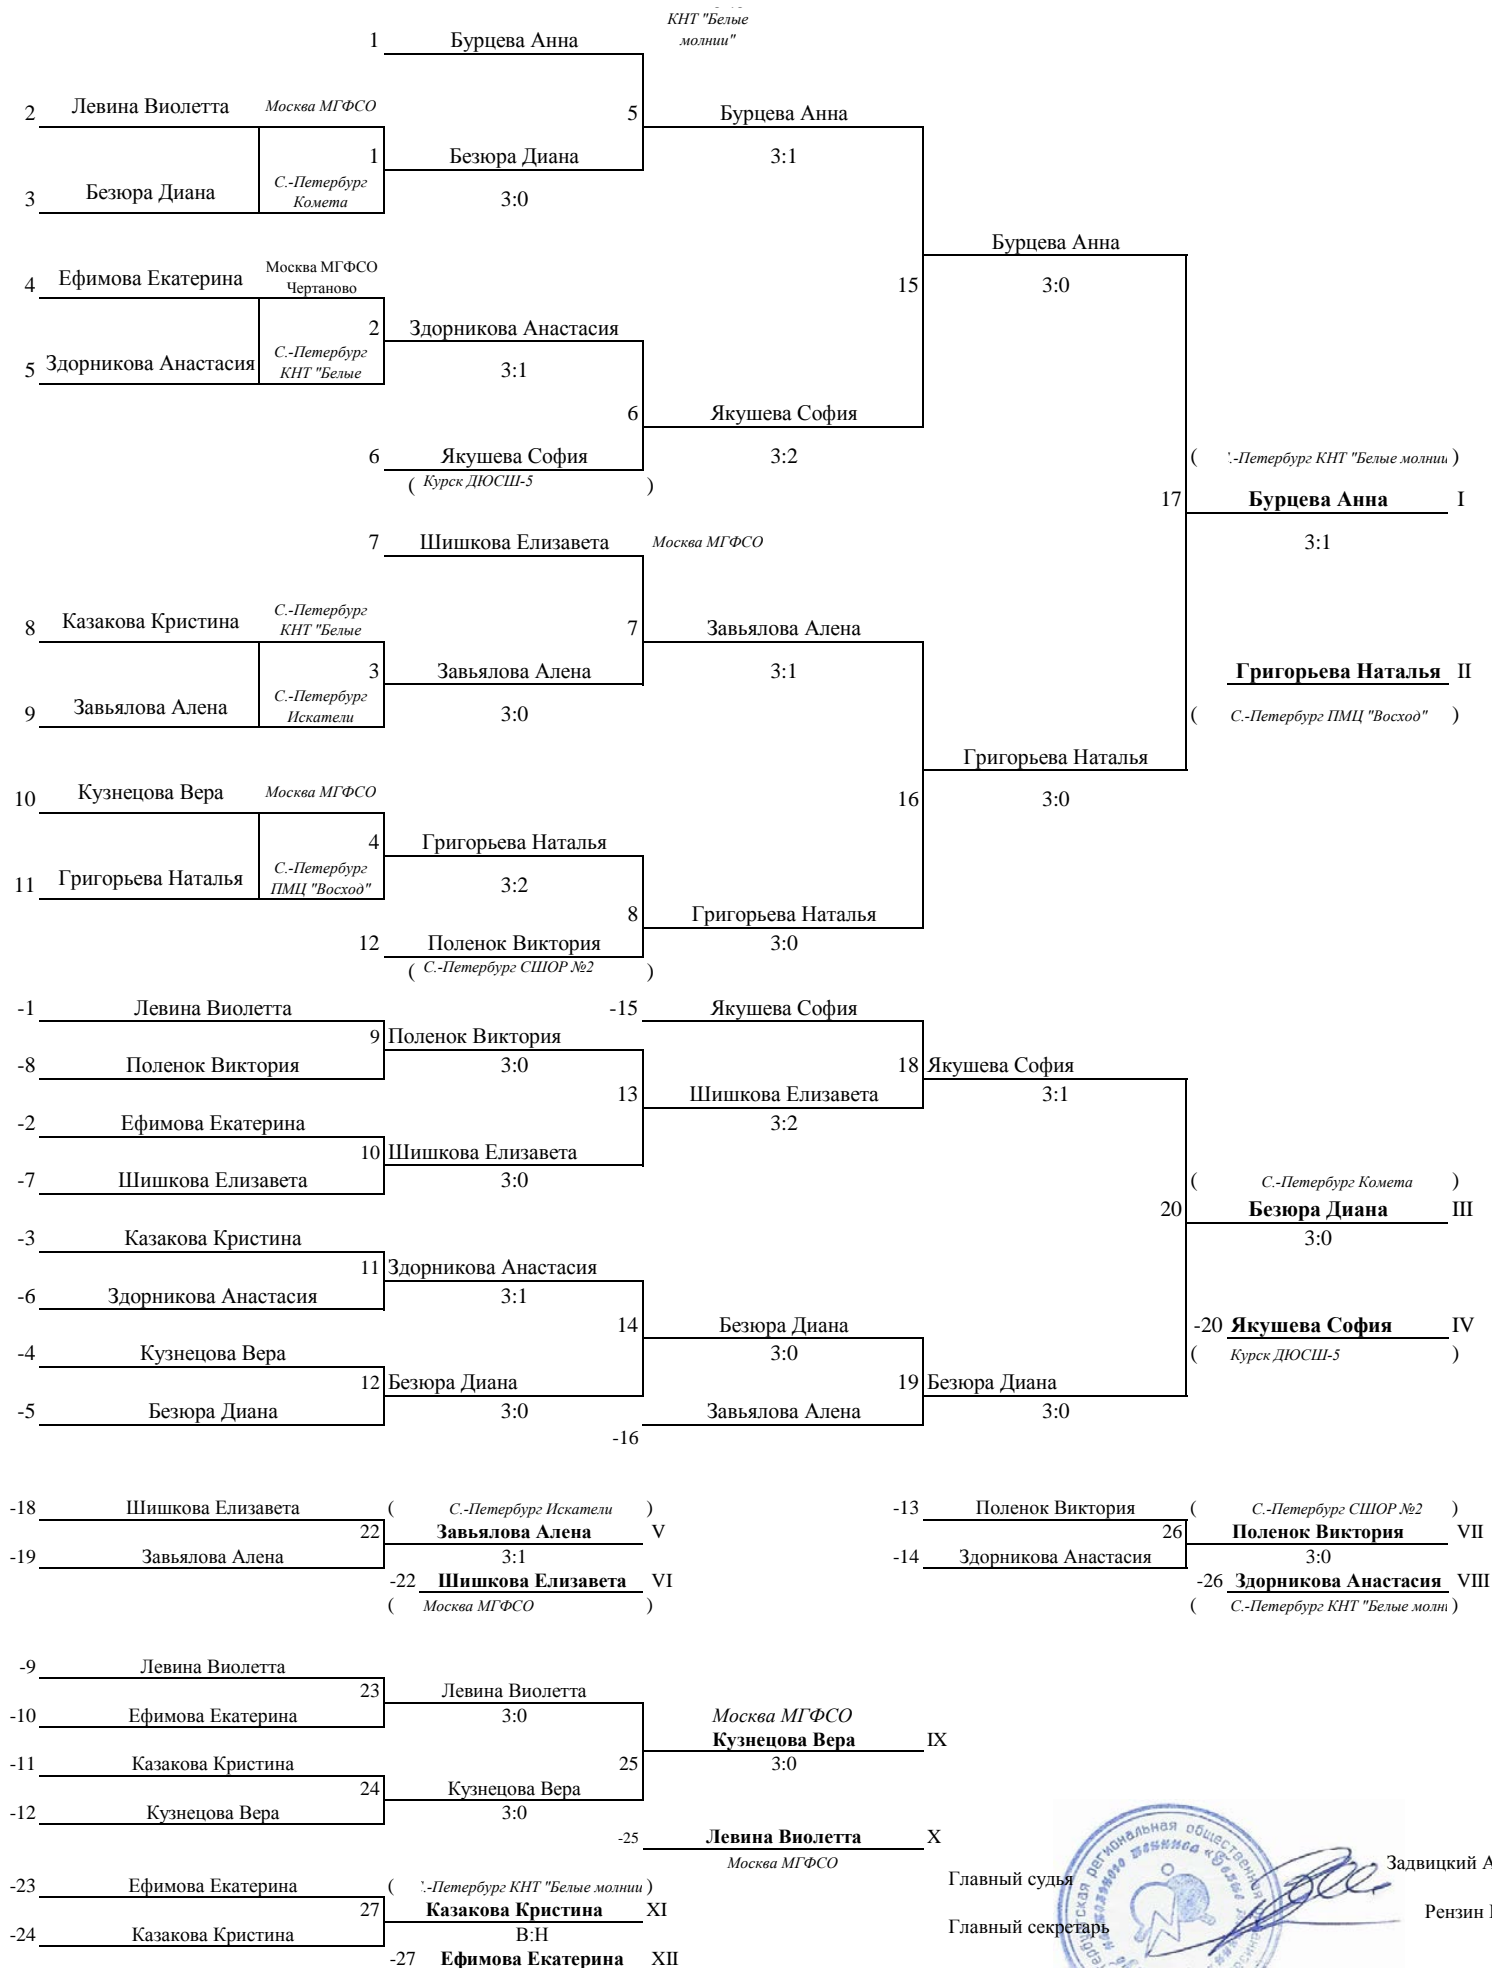 КНТ "Белые
молнии"
1 Бурцева Анна
2 Левина Виолетта Москва МГФСО
5 Бурцева Анна
1 Безюра Диана 3:1
3 Безюра Диана С.-Петербург
Комета 3:0
Бурцева Анна
4 Ефимова Екатерина Москва МГФСО
Чертаново
15 3:0
2 Здорникова Анастасия
5 Здорникова Анастасия С.-Петербург
КНТ "Белые 3:1
6 Якушева София
6 Якушева София 3:2
( Курск ДЮСШ-5 )
( .-Петербург КНТ "Белые молнии )
17 Бурцева Анна I
3:1
7 Шишкова Елизавета Москва МГФСО
8 Казакова Кристина С.-Петербург
КНТ "Белые
7 Завьялова Алена
3 Завьялова Алена 3:1
Григорьева Наталья II
9 Завьялова Алена С.-Петербург
Искатели 3:0
( С.-Петербург ПМЦ "Восход" )
Григорьева Наталья
10 Кузнецова Вера Москва МГФСО
16 3:0
4 Григорьева Наталья
11 Григорьева Наталья С.-Петербург
ПМЦ "Восход" 3:2
8 Григорьева Наталья
12 Поленок Виктория 3:0
( С.-Петербург СШОР №2 )
-1 Левина Виолетта -15 Якушева София
9 Поленок Виктория
-8 Поленок Виктория 3:0 18 Якушева София
13 Шишкова Елизавета 3:1
-2 Ефимова Екатерина 3:2
10 Шишкова Елизавета
-7 Шишкова Елизавета 3:0
( С.-Петербург Комета )
20 Безюра Диана III
-3 Казакова Кристина 3:0
11 Здорникова Анастасия
-6 Здорникова Анастасия 3:1
14 Безюра Диана -20 Якушева София IV
-4 Кузнецова Вера 3:0 ( Курск ДЮСШ-5 )
12 Безюра Диана 19 Безюра Диана
-5 Безюра Диана 3:0 Завьялова Алена 3:0
-16
-18 Шишкова Елизавета ( С.-Петербург Искатели ) -13 Поленок Виктория ( С.-Петербург СШОР №2 )
22 Завьялова Алена V 26 Поленок Виктория VII
-19 Завьялова Алена 3:1 -14 Здорникова Анастасия 3:0
-22 Шишкова Елизавета VI -26 Здорникова Анастасия VIII
( Москва МГФСО ) ( С.-Петербург КНТ "Белые молн )
-9 Левина Виолетта
23 Левина Виолетта
-10 Ефимова Екатерина 3:0 Москва МГФСО
Кузнецова Вера IX
-11 Казакова Кристина 25 3:0
24 Кузнецова Вера
-12 Кузнецова Вера 3:0
-25 Левина Виолетта X
Москва МГФСО
Задвицкий А
Главный судья
-23 Ефимова Екатерина ( .-Петербург КНТ "Белые молнии )
27 Казакова Кристина XI
Рензин
Главный секретарь
-24 Казакова Кристина В:Н
-27 Ефимова Екатерина XII